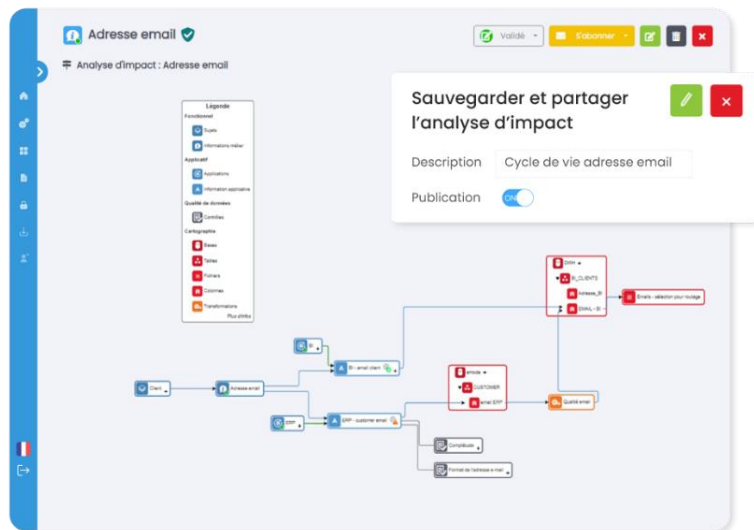 Adresse email
Validé
S'abonner
Analyse d'impact : Adresse email
Sauvegarder et partager
l'analyse d'impact
Description
Cycle de vie adresse email
Publication
ON
Légende
Fonctionnel
Sujets
Informations métier
Applicatif
Applications
Information applicative
Qualité de données
Contrôles
Cartographie
Bases
Tables
Fichiers
Colonnes
Transformations
Plus d'infos
DWH
BI_CLIENTS
Adresse_BI
EMAIL - BI
Emails - sélection pour routage
BI
BI - email client
Client
Adresse email
CUSTOMER
email ERP
Qualité email
ERP
ERP - customer email
Complétude
Format de l'adresse e-mail